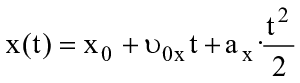 x(t) = x₀ + υ₀ₓt + aₓ·t²/2